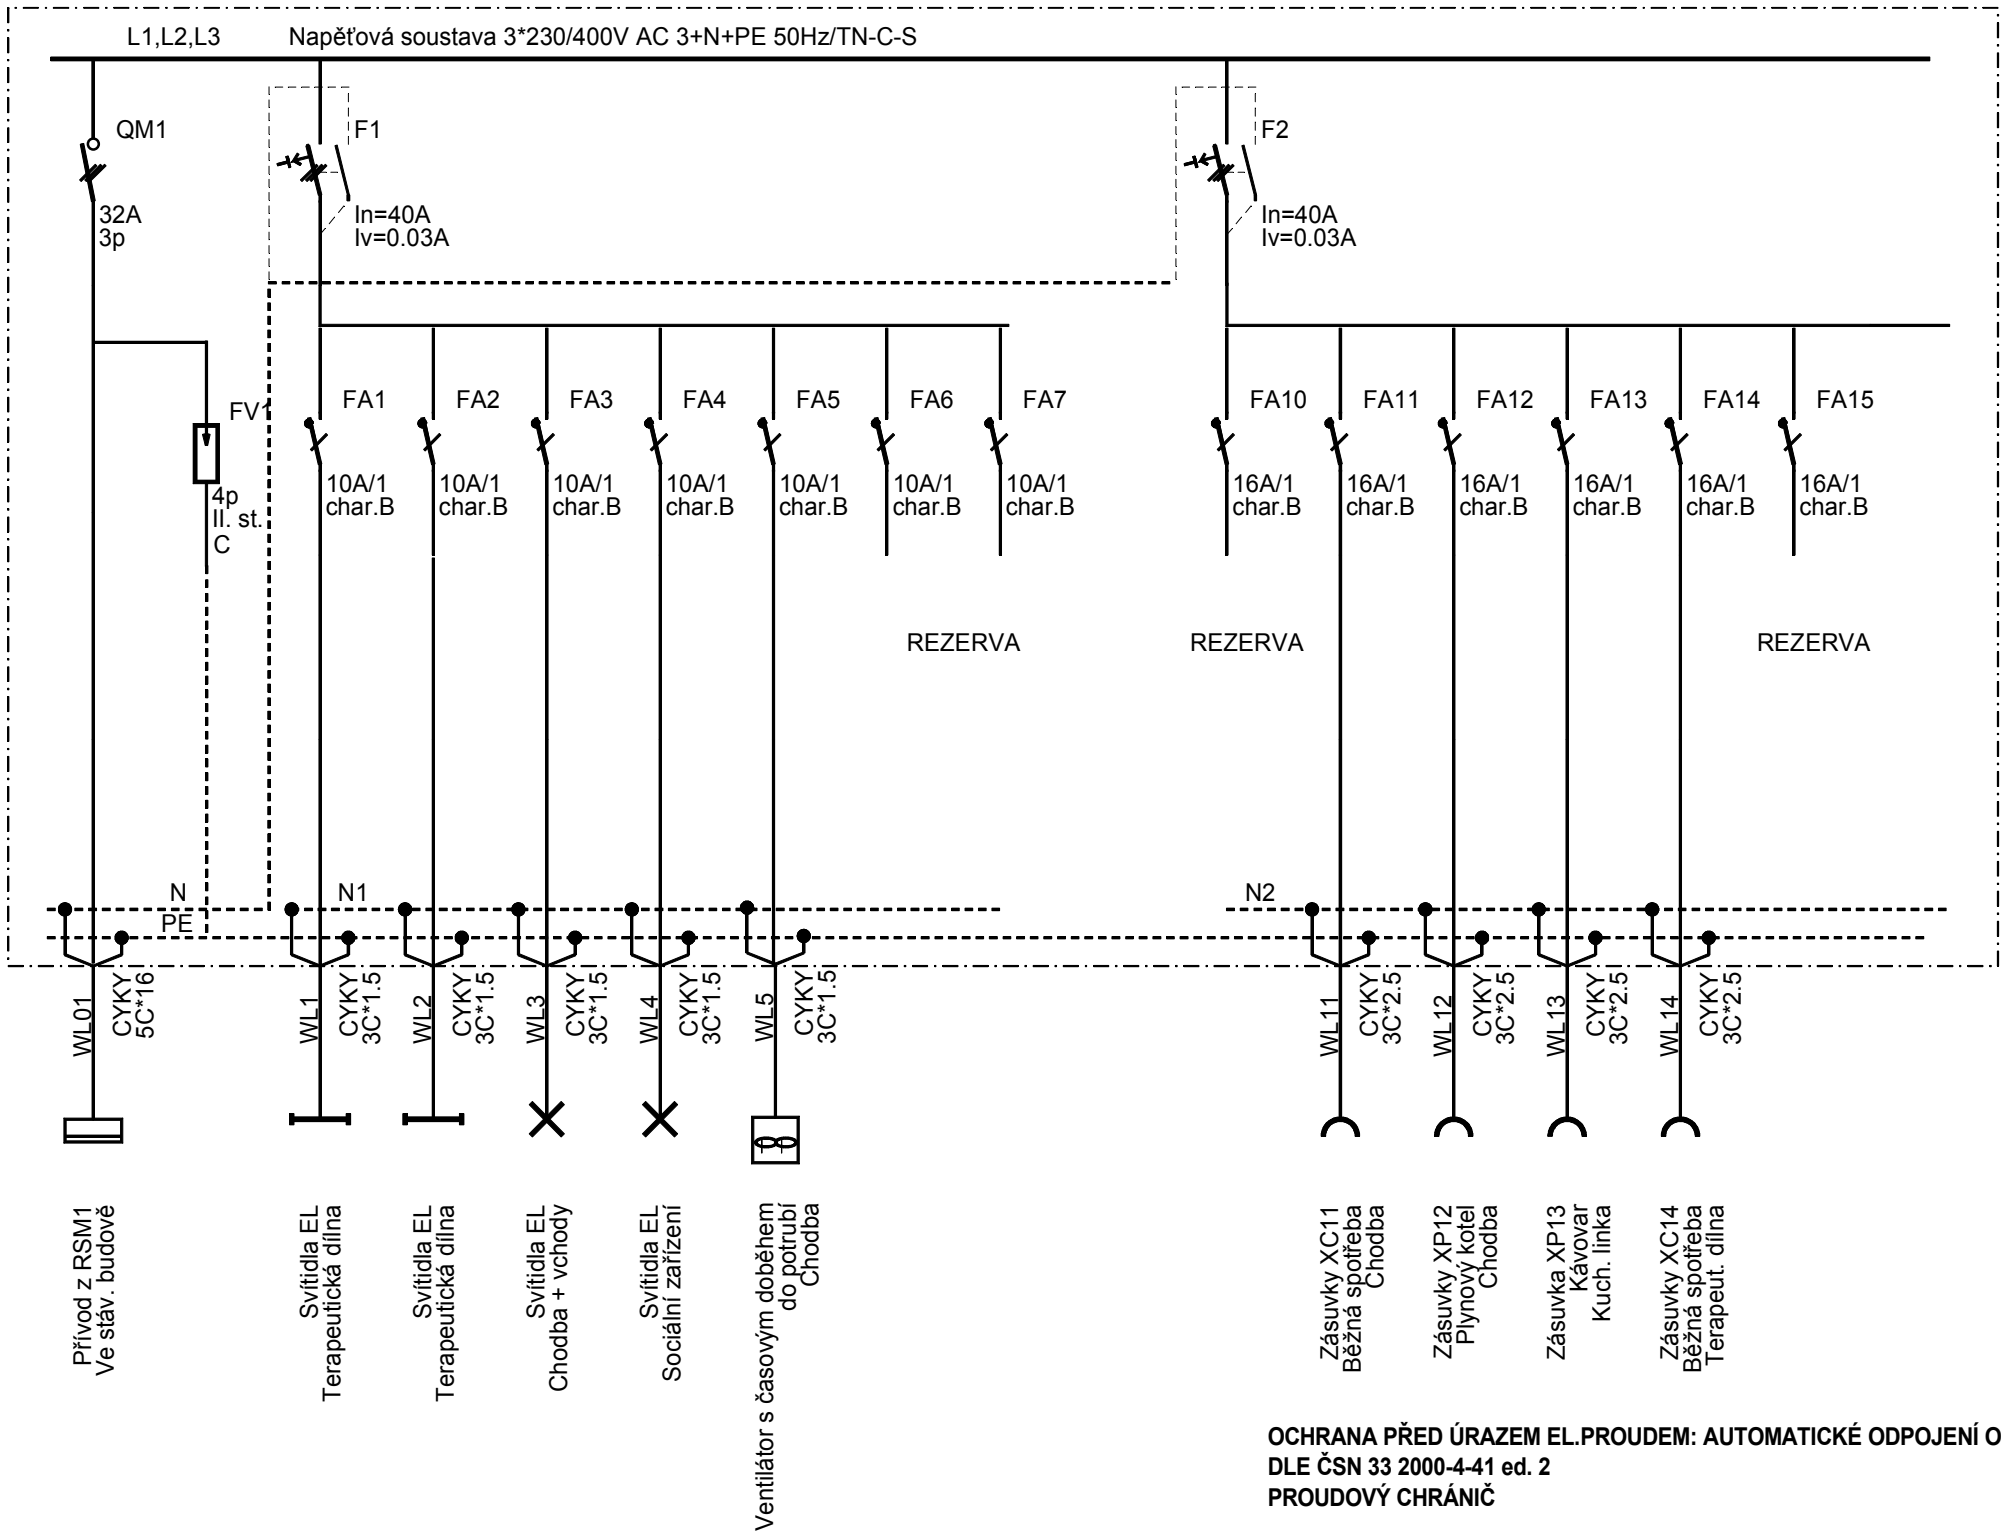 L1,L2,L3 Napěťová soustava 3*230/400V AC 3+N+PE 50Hz/TN-C-S
QM1
32A
3p
F1
In=40A
Iv=0.03A
F2
In=40A
Iv=0.03A
FV1
4p
II. st.
C
FA1
10A/1
char.B
FA2
10A/1
char.B
FA3
10A/1
char.B
FA4
10A/1
char.B
FA5
10A/1
char.B
FA6
10A/1
char.B
FA7
10A/1
char.B
FA10
16A/1
char.B
FA11
16A/1
char.B
FA12
16A/1
char.B
FA13
16A/1
char.B
FA14
16A/1
char.B
FA15
16A/1
char.B
REZERVA
REZERVA
REZERVA
N
PE
N1
N2
WL01
CYKY
5C*16
WL1
CYKY
3C*1.5
WL2
CYKY
3C*1.5
WL3
CYKY
3C*1.5
WL4
CYKY
3C*1.5
WL5
CYKY
3C*1.5
WL11
CYKY
3C*2.5
WL12
CYKY
3C*2.5
WL13
CYKY
3C*2.5
WL14
CYKY
3C*2.5
Přívod z RSM1
Ve stáv. budově
Svítidla EL
Terapeutická dílna
Svítidla EL
Terapeutická dílna
Svítidla EL
Chodba + vchody
Svítidla EL
Sociální zařízení
Ventilátor s časovým doběhem
do potrubí
Chodba
Zásuvky XC11
Běžná spotřeba
Chodba
Zásuvky XP12
Plynový kotel
Chodba
Zásuvka XP13
Kávovar
Kuch. linka
Zásuvky XC14
Běžná spotřeba
Terapeut. dílna
OCHRANA PŘED ÚRAZEM EL.PROUDEM: AUTOMATICKÉ ODPOJENÍ O
DLE ČSN 33 2000-4-41 ed. 2
PROUDOVÝ CHRÁNIČ